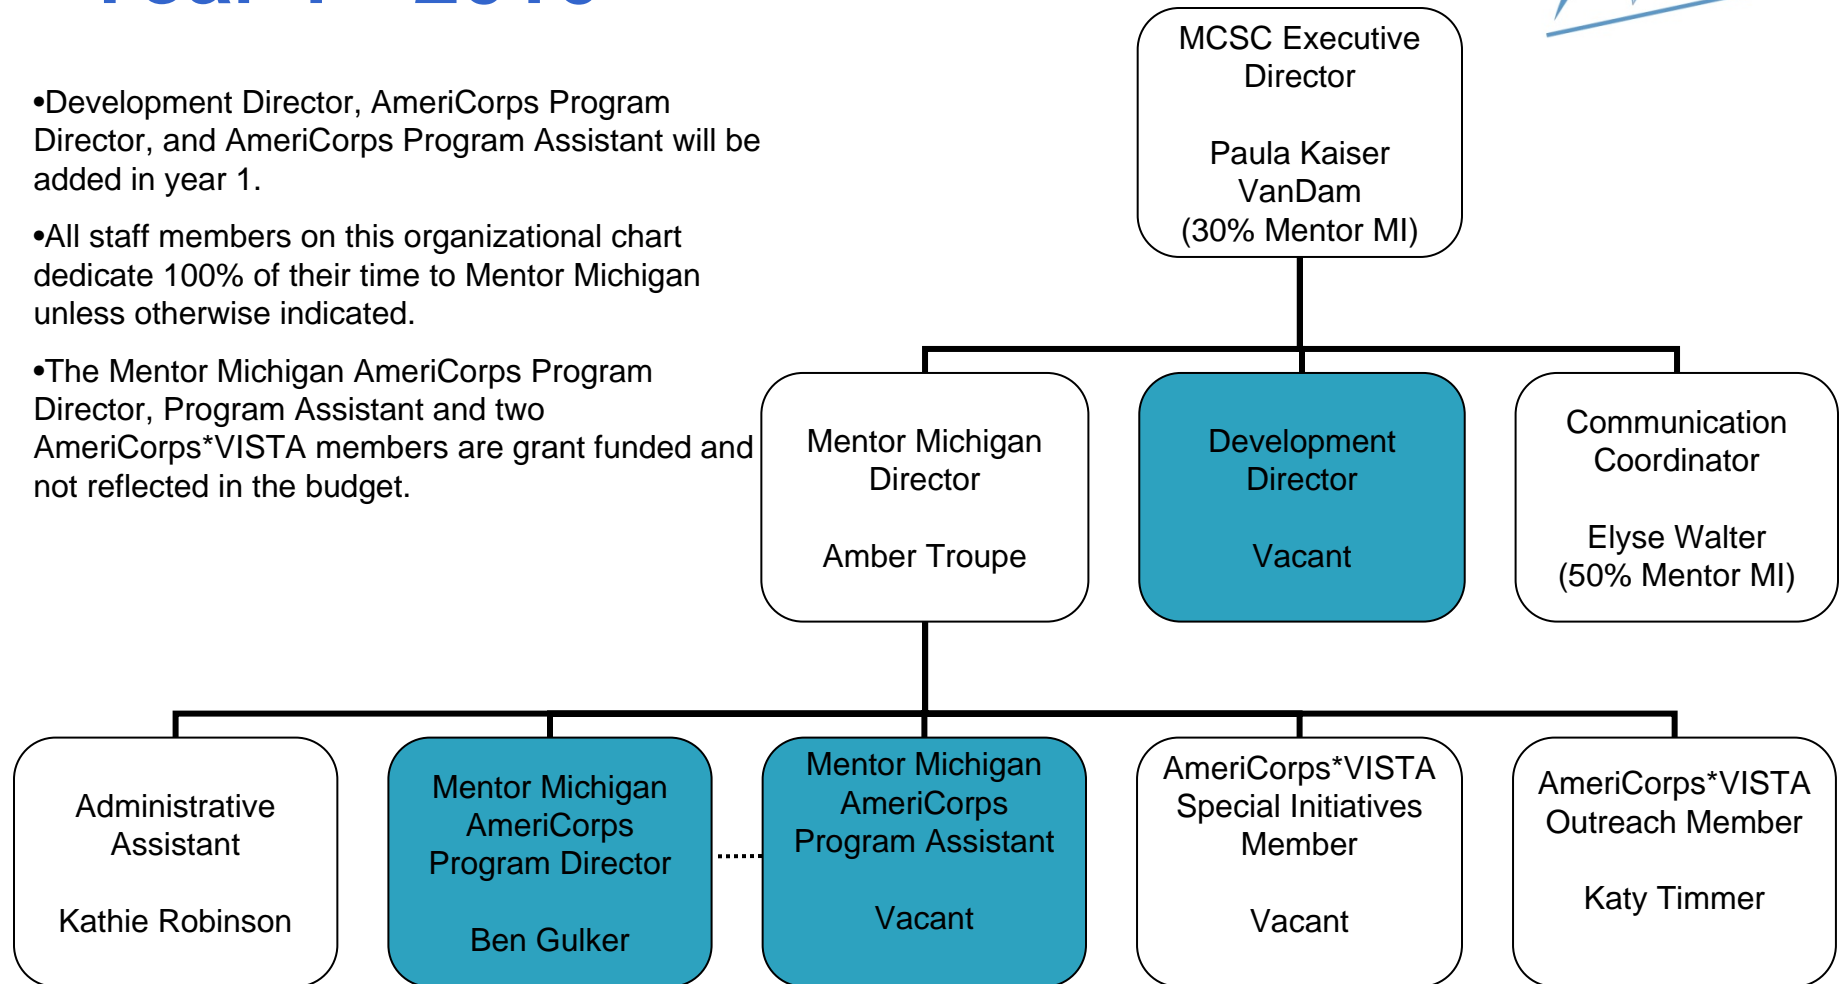 MCSC Executive
Director
Paula Kaiser
VanDam
(30% Mentor MI)
•Development Director, AmeriCorps Program
Director, and AmeriCorps Program Assistant will be
added in year 1.
•All staff members on this organizational chart
dedicate 100% of their time to Mentor Michigan
unless otherwise indicated.
•The Mentor Michigan AmeriCorps Program
Director, Program Assistant and two
AmeriCorps*VISTA members are grant funded and
not reflected in the budget.
Mentor Michigan
Director
Amber Troupe
Development
Director
Vacant
Communication
Coordinator
Elyse Walter
(50% Mentor MI)
Administrative
Assistant
Kathie Robinson
Mentor Michigan
AmeriCorps
Program Director
Ben Gulker
Mentor Michigan
AmeriCorps
Program Assistant
Vacant
AmeriCorps*VISTA
Special Initiatives
Member
Vacant
AmeriCorps*VISTA
Outreach Member
Katy Timmer